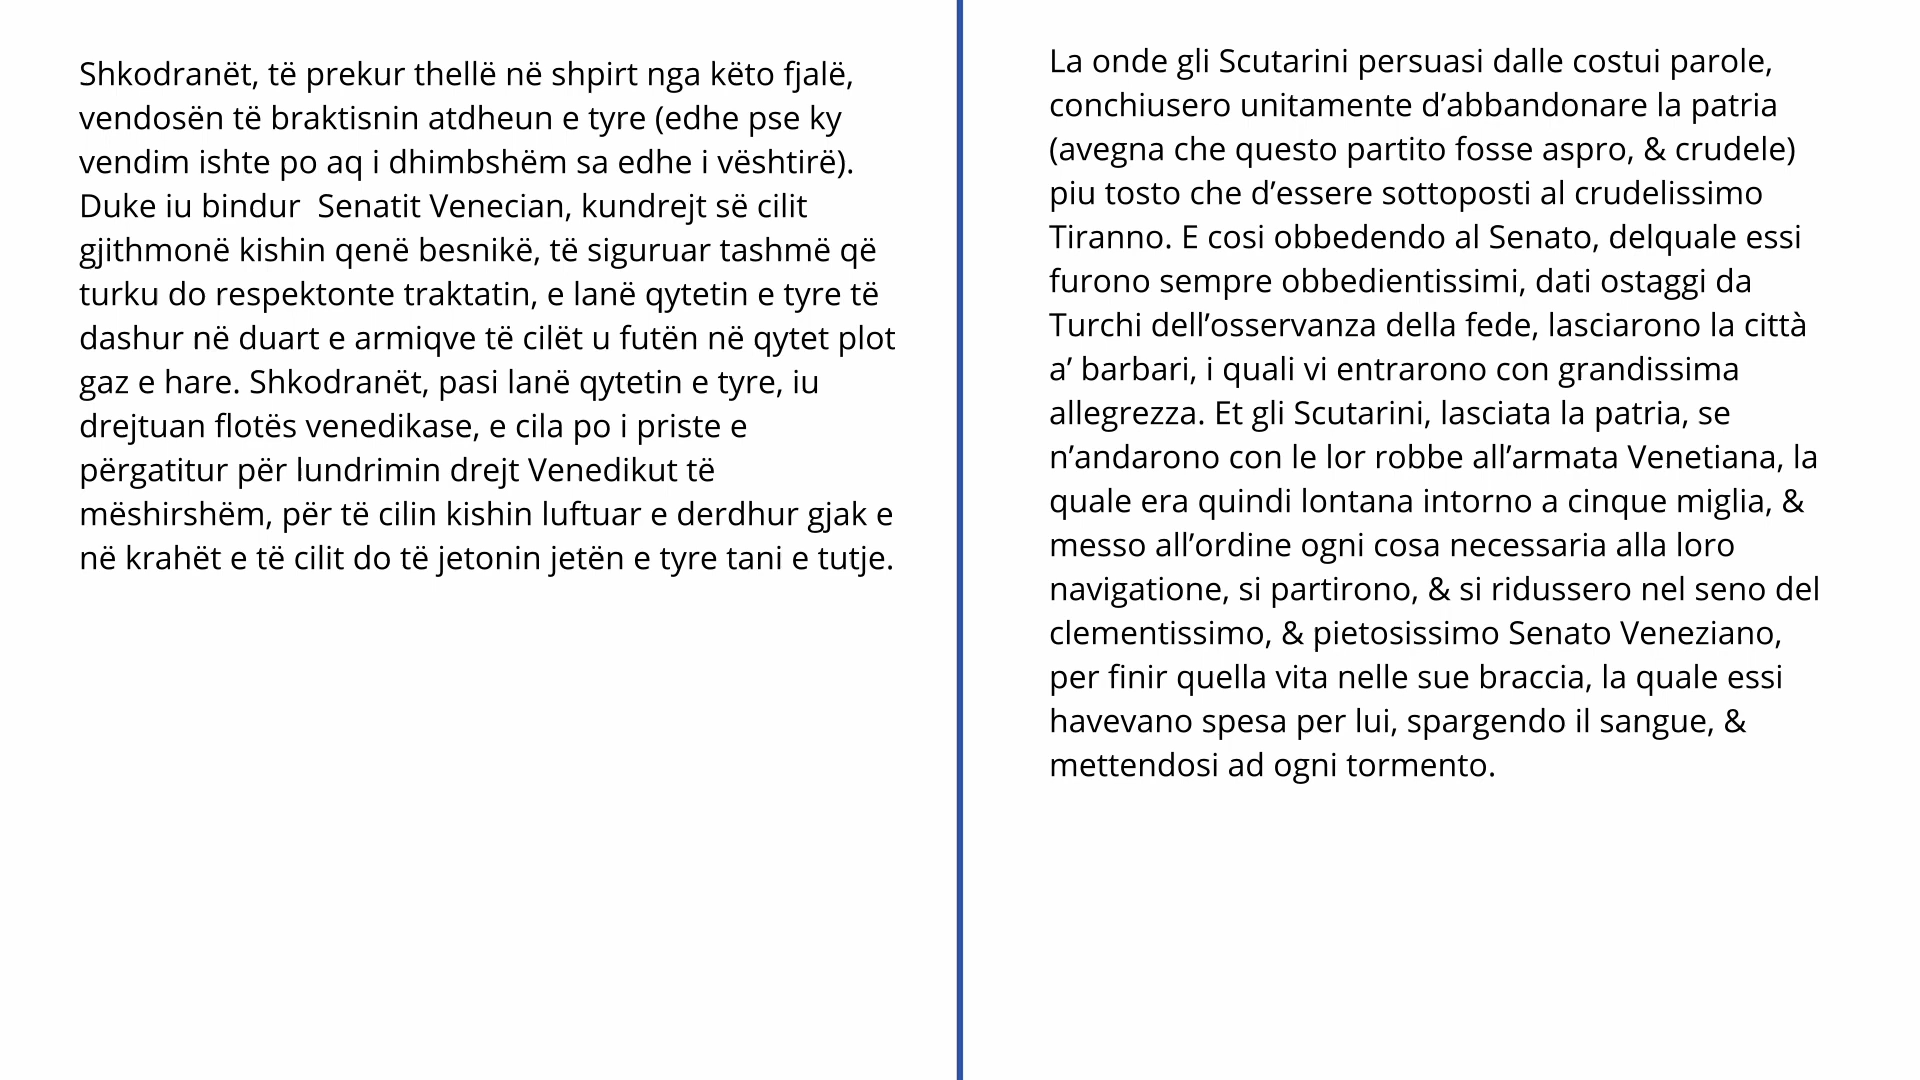 Shkodranët, të prekur thellë në shpirt nga këto fjalë,
vendosën të braktisnin atdheun e tyre (edhe pse ky
vendim ishte po aq i dhimbshëm sa edhe i vështirë).
Duke iu bindur  Senatit Venecian, kundrejt së cilit
gjithmonë kishin qenë besnikë, të siguruar tashmë që
turku do respektonte traktatin, e lanë qytetin e tyre të
dashur në duart e armiqve të cilët u futën në qytet plot
gaz e hare. Shkodranët, pasi lanë qytetin e tyre, iu
drejtuan flotës venedikase, e cila po i priste e
përgatitur për lundrimin drejt Venedikut të
mëshirshëm, për të cilin kishin luftuar e derdhur gjak e
në krahët e të cilit do të jetonin jetën e tyre tani e tutje.
La onde gli Scutarini persuasi dalle costui parole,
conchiusero unitamente d’abbandonare la patria
(avegna che questo partito fosse aspro, & crudele)
piu tosto che d’essere sottoposti al crudelissimo
Tiranno. E cosi obbedendo al Senato, delquale essi
furono sempre obbedientissimi, dati ostaggi da
Turchi dell’osservanza della fede, lasciarono la città
a’ barbari, i quali vi entrarono con grandissima
allegrezza. Et gli Scutarini, lasciata la patria, se
n’andarono con le lor robbe all’armata Venetiana, la
quale era quindi lontana intorno a cinque miglia, &
messo all’ordine ogni cosa necessaria alla loro
navigatione, si partirono, & si ridussero nel seno del
clementissimo, & pietosissimo Senato Veneziano,
per finir quella vita nelle sue braccia, la quale essi
havevano spesa per lui, spargendo il sangue, &
mettendosi ad ogni tormento.